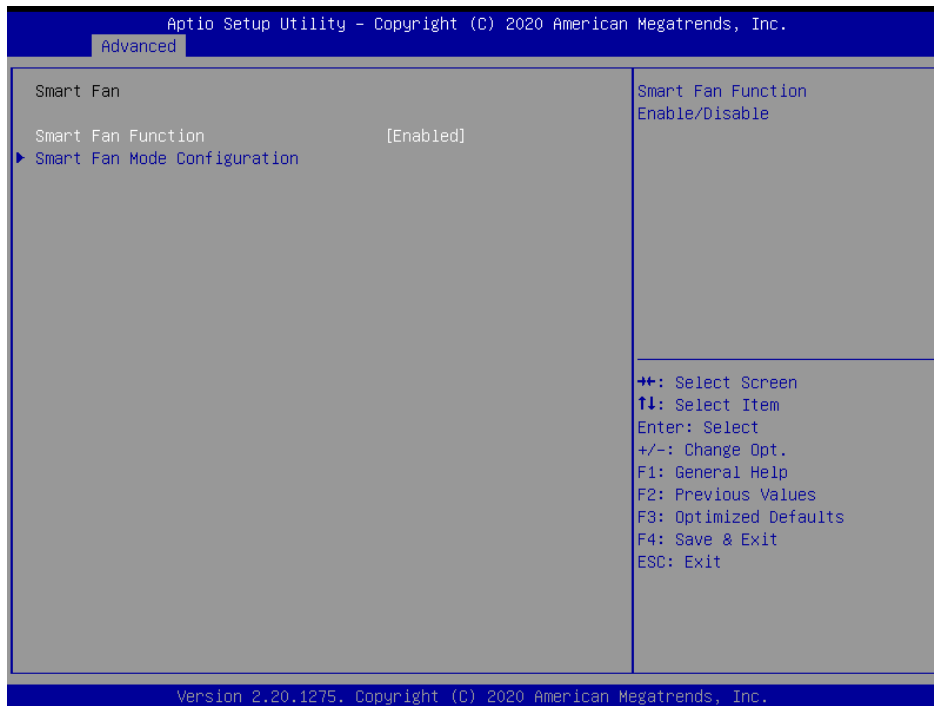 Aptio Setup Utility – Copyright (C) 2020 American Megatrends, Inc.
Advanced
Smart Fan
Smart Fan Function [Enabled]
▶ Smart Fan Mode Configuration
Smart Fan Function
Enable/Disable
→←: Select Screen
↑↓: Select Item
Enter: Select
+/-: Change Opt.
F1: General Help
F2: Previous Values
F3: Optimized Defaults
F4: Save & Exit
ESC: Exit
Version 2.20.1275. Copyright (C) 2020 American Megatrends, Inc.